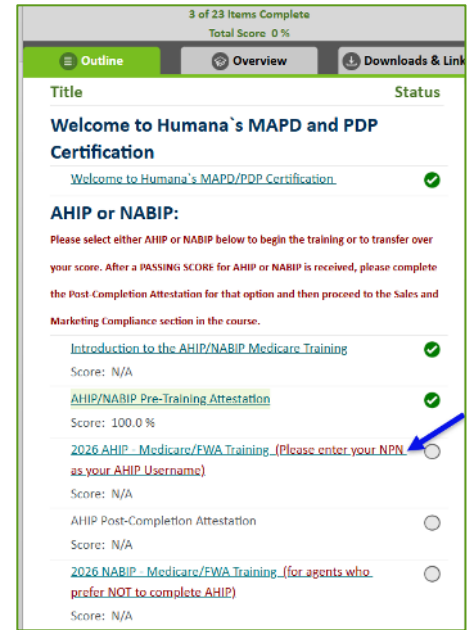 3 of 23 Items Complete
Total Score 0 %
Outline
Overview
Downloads & Link
Title
Status
Welcome to Humana`s MAPD and PDP
Certification
Welcome to Humana`s MAPD/PDP Certification
AHIP or NABIP:
Please select either AHIP or NABIP below to begin the training or to transfer over
your score. After a PASSING SCORE for AHIP or NABIP is received, please complete
the Post-Completion Attestation for that option and then proceed to the Sales and
Marketing Compliance section in the course.
Introduction to the AHIP/NABIP Medicare Training
Score: N/A
AHIP/NABIP Pre-Training Attestation
Score: 100.0 %
2026 AHIP - Medicare/FWA Training (Please enter your NPN
as your AHIP Username)
Score: N/A
AHIP Post-Completion Attestation
Score: N/A
2026 NABIP - Medicare/FWA Training (for agents who
prefer NOT to complete AHIP)
Score: N/A